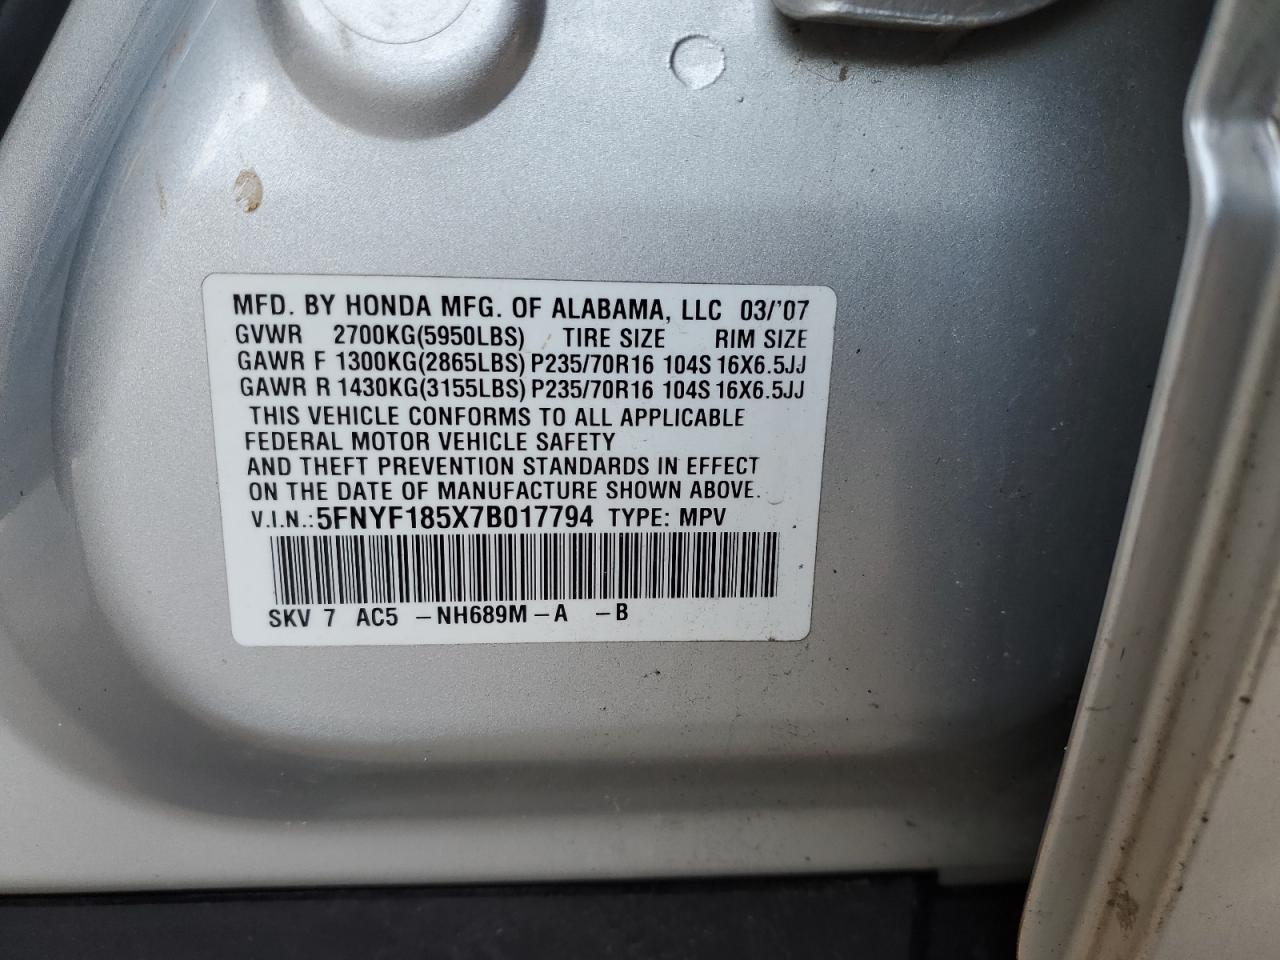 MFD. BY HONDA MFG. OF ALABAMA, LLC 03/'07
GVWR 2700KG(5950LBS) TIRE SIZE RIM SIZE
GAWR F 1300KG(2865LBS) P235/70R16 104S 16X6.5JJ
GAWR R 1430KG(3155LBS) P235/70R16 104S 16X6.5JJ
THIS VEHICLE CONFORMS TO ALL APPLICABLE
FEDERAL MOTOR VEHICLE SAFETY
AND THEFT PREVENTION STANDARDS IN EFFECT
ON THE DATE OF MANUFACTURE SHOWN ABOVE.
V.I.N.:5FNYF185X7B017794 TYPE: MPV
SKV 7 AC5 -NH689M-A -B